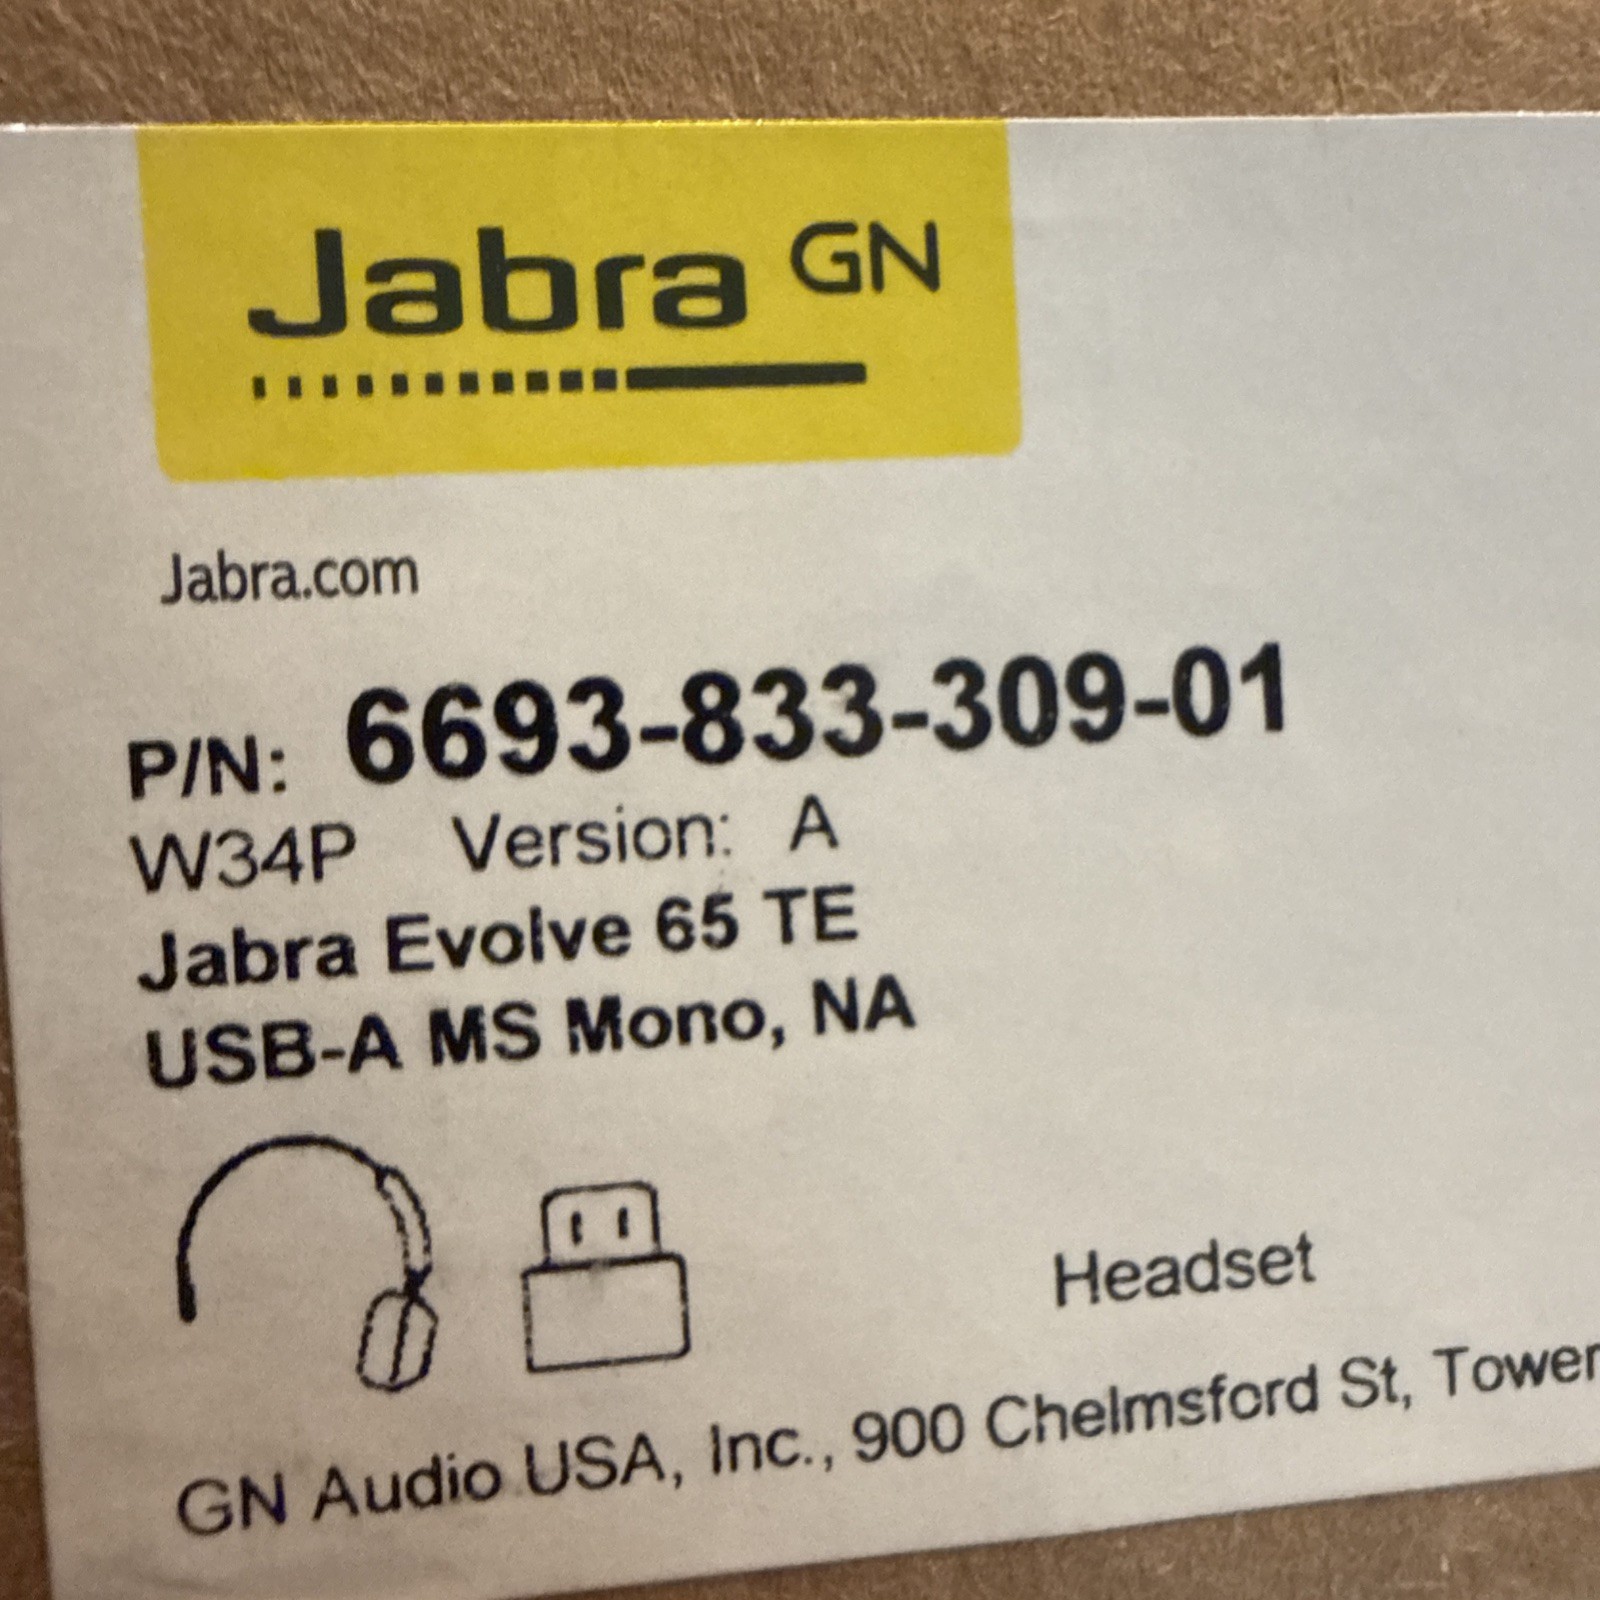 Jabra GN
Jabra.com
P/N: 6693-833-309-01
W34P Version: A
Jabra Evolve 65 TE
USB-A MS Mono, NA
Headset
GN Audio USA, Inc., 900 Chelmsford St, Tower